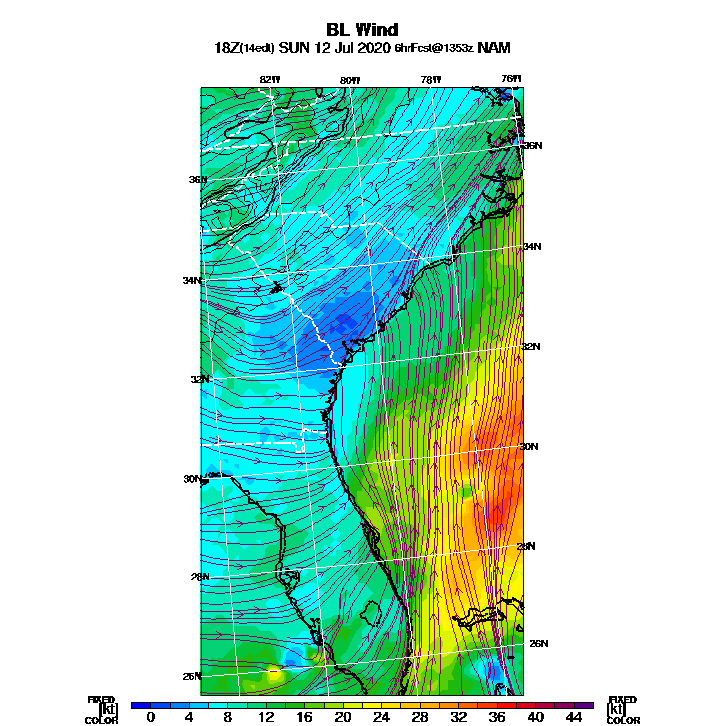 BL Wind
18Z(14edt) SUN 12 Jul 2020 6hrFcst@1353z NAM
82W 80W 78W 76W
36N 36N
34N 34N
32N 32N
30N 30N
28N 28N
26N 26N
FIXED FIXED
[kt] 0 4 8 12 16 20 24 28 32 36 40 44 [kt]
COLOR COLOR